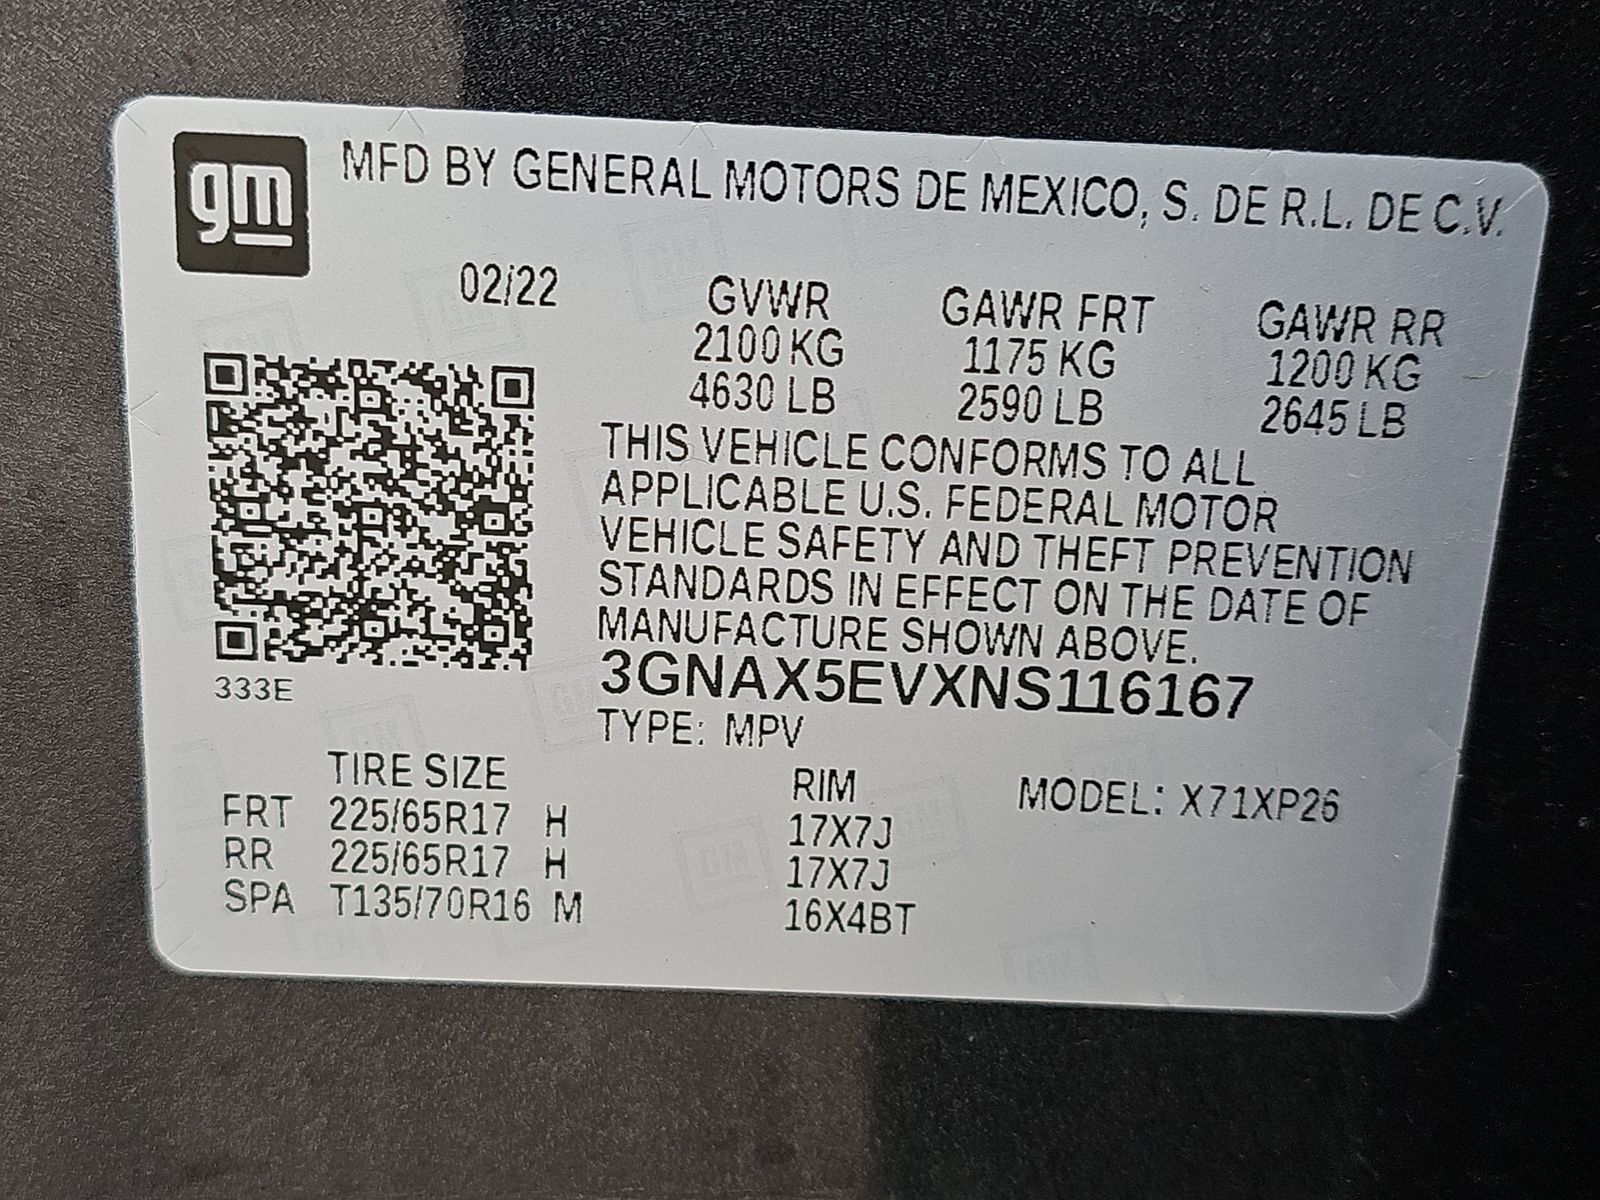 gm
MFD BY GENERAL MOTORS DE MEXICO, S. DE R.L. DE C.V.
02/22
GVWR GAWR FRT GAWR RR
2100 KG 1175 KG 1200 KG
4630 LB 2590 LB 2645 LB
THIS VEHICLE CONFORMS TO ALL
APPLICABLE U.S. FEDERAL MOTOR
VEHICLE SAFETY AND THEFT PREVENTION
STANDARDS IN EFFECT ON THE DATE OF
MANUFACTURE SHOWN ABOVE.
333E
3GNAX5EVXNS116167
TYPE: MPV
TIRE SIZE RIM MODEL: X71XP26
FRT 225/65R17 H 17X7J
RR 225/65R17 H 17X7J
SPA T135/70R16 M 16X4BT